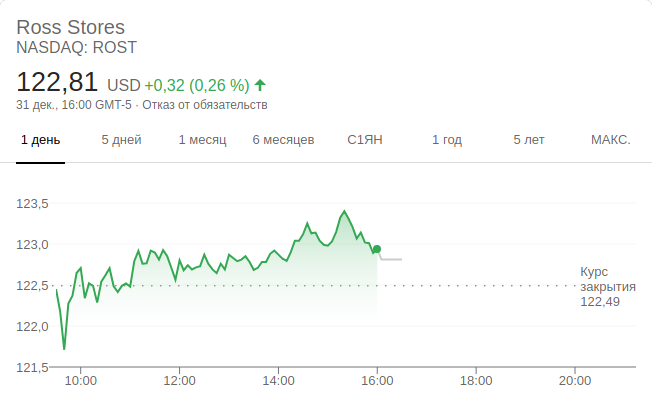 Ross Stores
NASDAQ: ROST
122,81 USD +0,32 (0,26 %)
31 дек., 16:00 GMT-5 · Отказ от обязательств
1 день 5 дней 1 месяц 6 месяцев С1ЯН 1 год 5 лет МАКС.
123,5
123,0
122,5
122,0
121,5
Курс
закрытия
122,49
10:00 12:00 14:00 16:00 18:00 20:00